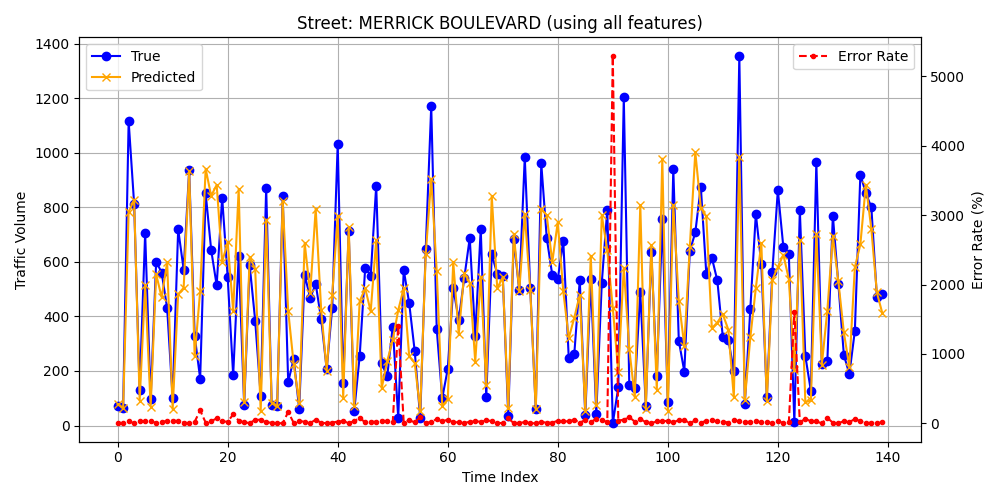 Street: MERRICK BOULEVARD (using all features)
True
Predicted
Error Rate
1400
1200
1000
800
600
400
200
0
Traffic Volume
5000
4000
3000
2000
1000
0
Error Rate (%)
0 20 40 60 80 100 120 140
Time Index